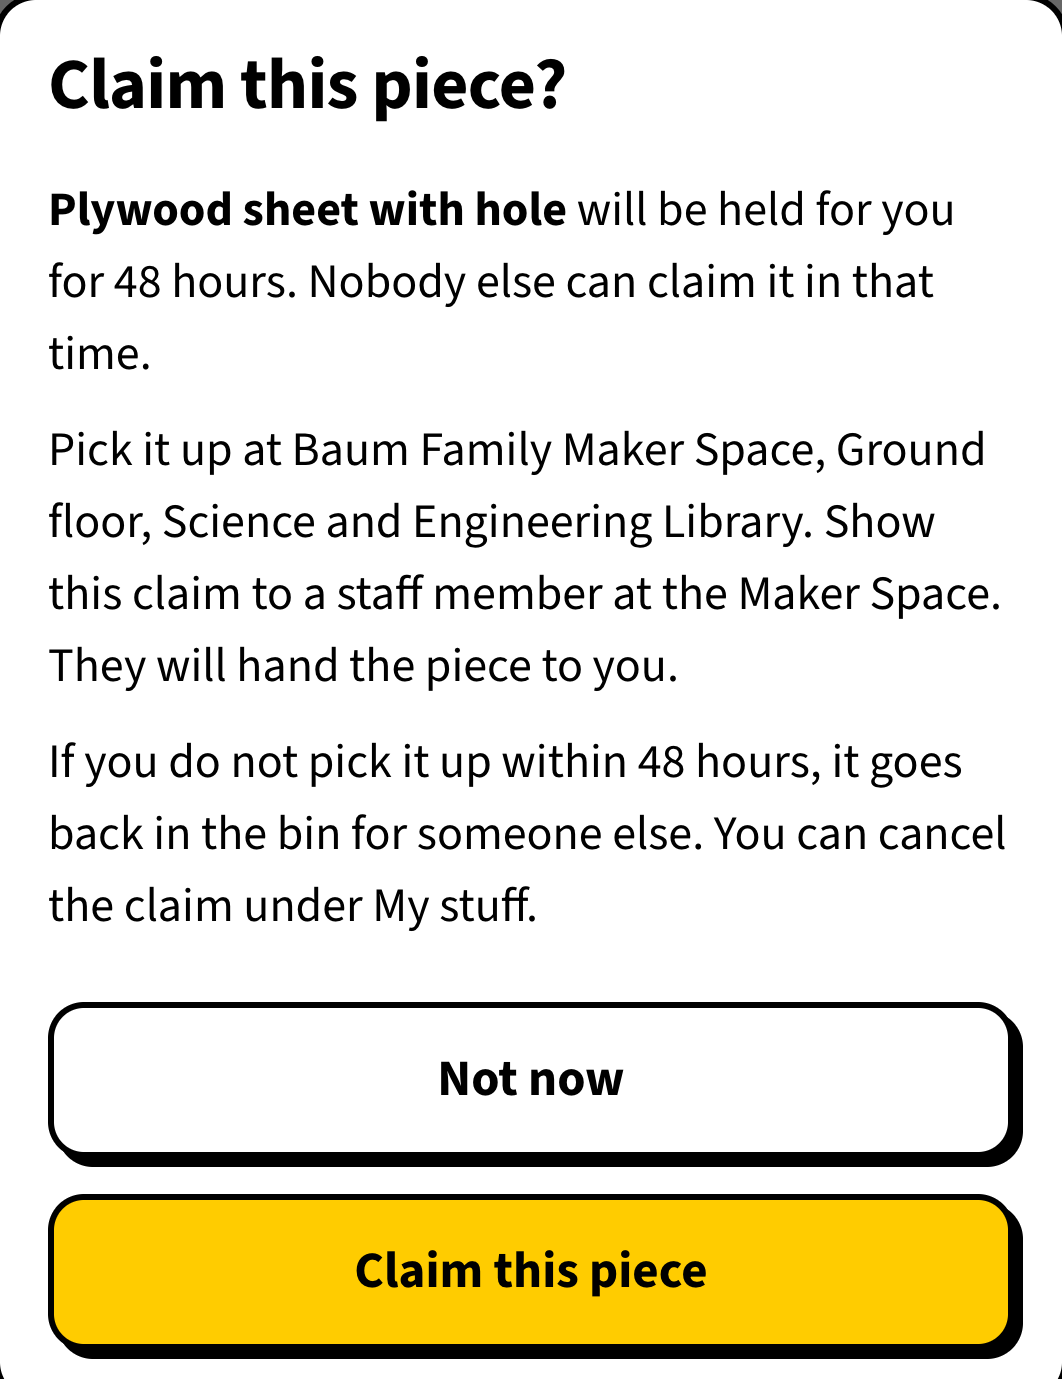 Claim this piece?
Plywood sheet with hole will be held for you
for 48 hours. Nobody else can claim it in that
time.
Pick it up at Baum Family Maker Space, Ground
floor, Science and Engineering Library. Show
this claim to a staff member at the Maker Space.
They will hand the piece to you.
If you do not pick it up within 48 hours, it goes
back in the bin for someone else. You can cancel
the claim under My stuff.
Not now
Claim this piece